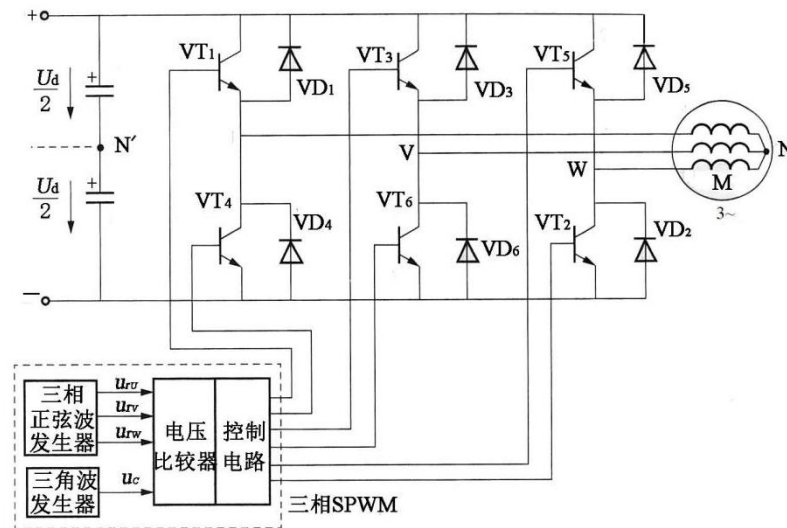 +
VT1
VD1
VT3
VD3
VT5
VD5
Ud/2
+
N′
Ud/2
+
V
W
M
3~
N
VT4
VD4
VT6
VD6
VT2
VD2
—
三相
正弦波
发生器
urU
urV
urW
电压
比较器
控制
电路
三角波
发生器
uC
三相SPWM